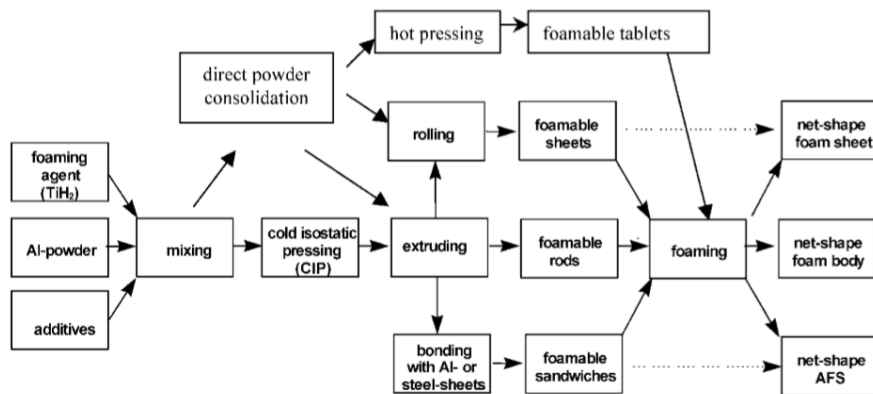 hot pressing
foamable tablets
direct powder
consolidation
rolling
foamable
sheets
net-shape
foam sheet
foaming
agent
(TiH₂)
Al-powder
mixing
cold isostatic
pressing
(CIP)
extruding
foamable
rods
foaming
net-shape
foam body
additives
bonding
with Al- or
steel-sheets
foamable
sandwiches
net-shape
AFS